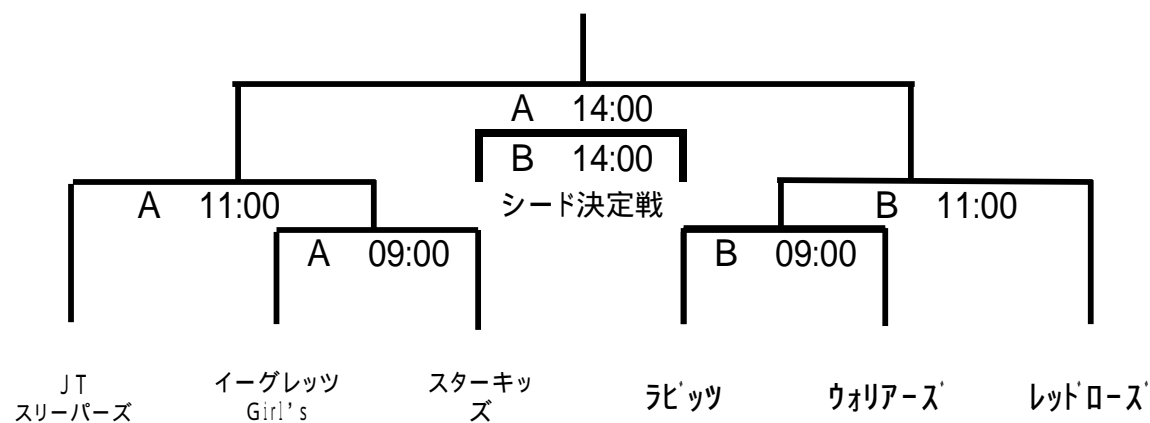 A 14:00
B 14:00
シード決定戦
A 11:00
B 11:00
A 09:00
B 09:00
JT
スリーパーズ
イーグレッツ
Girl's
スターキッ
ズ
ラビッツ
ウォリアーズ
レッドローズ